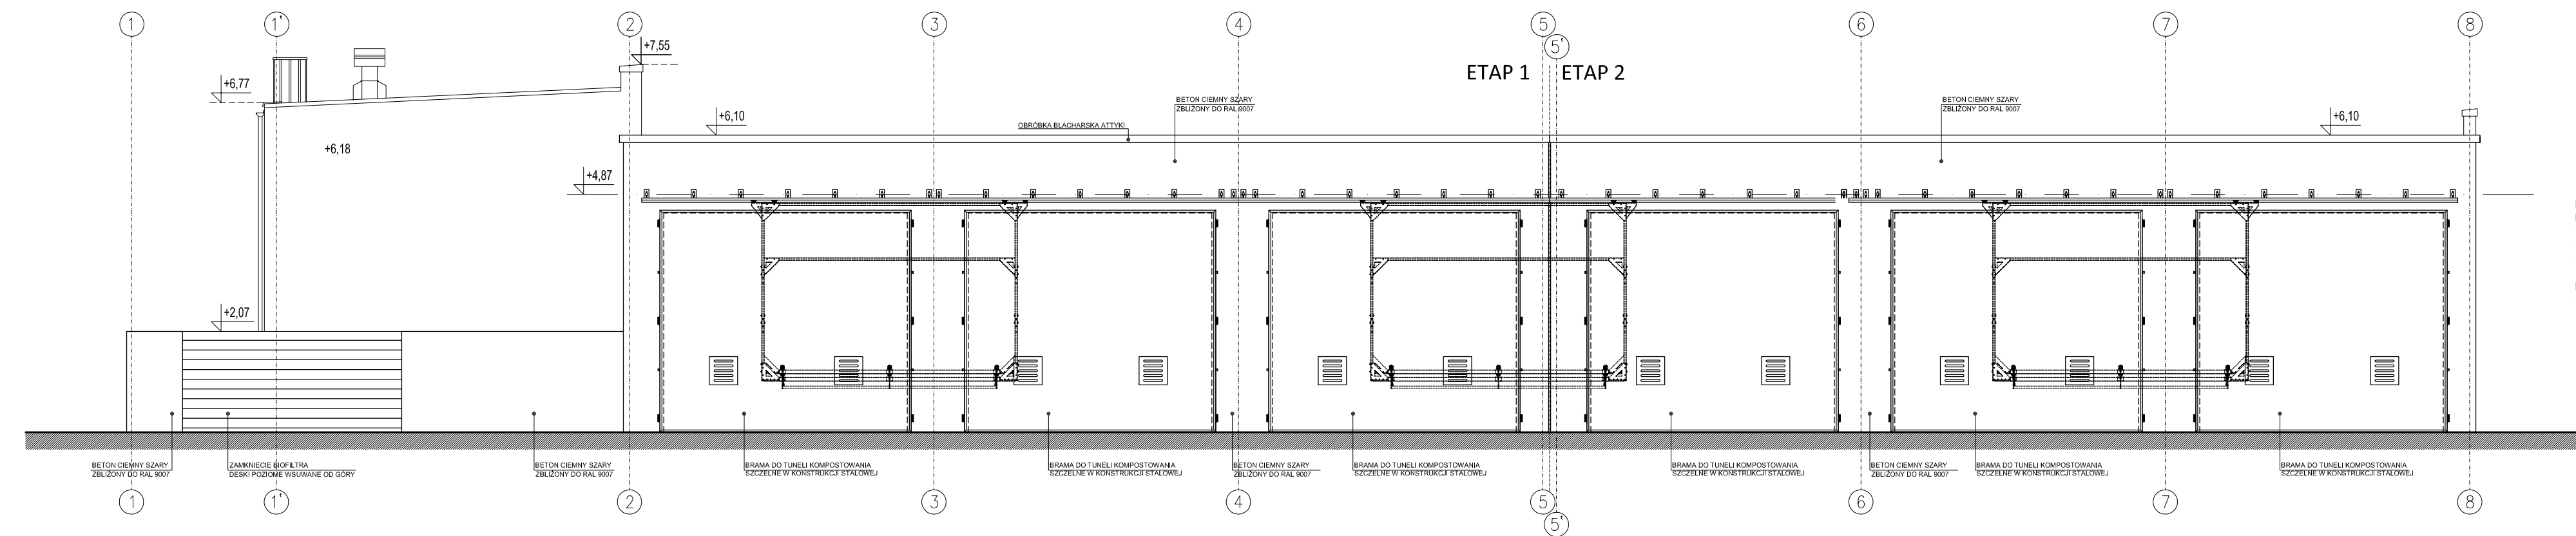 1
1'
2
3
4
5
5'
6
7
8
+7,55
+6,77
ETAP 1
ETAP 2
BETON CIEMNY SZARY
ZBLIŻONY DO RAL 9007
BETON CIEMNY SZARY
ZBLIŻONY DO RAL 9007
+6,10
OBRÓBKA BLACHARSKA ATTYKI
+6,10
+6,18
+4,87
+2,07
BETON CIEMNY SZARY
ZBLIŻONY DO RAL 9007
ZAMKNIĘCIE BIOFILTRA
DESKI POZIOME WSUWANE OD GÓRY
BETON CIEMNY SZARY
ZBLIŻONY DO RAL 9007
BRAMA DO TUNELI KOMPOSTOWANIA
SZCZELNE W KONSTRUKCJI STALOWEJ
BRAMA DO TUNELI KOMPOSTOWANIA
SZCZELNE W KONSTRUKCJI STALOWEJ
BETON CIEMNY SZARY
ZBLIŻONY DO RAL 9007
BRAMA DO TUNELI KOMPOSTOWANIA
SZCZELNE W KONSTRUKCJI STALOWEJ
BRAMA DO TUNELI KOMPOSTOWANIA
SZCZELNE W KONSTRUKCJI STALOWEJ
BETON CIEMNY SZARY
ZBLIŻONY DO RAL 9007
BRAMA DO TUNELI KOMPOSTOWANIA
SZCZELNE W KONSTRUKCJI STALOWEJ
BRAMA DO TUNELI KOMPOSTOWANIA
SZCZELNE W KONSTRUKCJI STALOWEJ
1
1'
2
3
4
5
5'
6
7
8